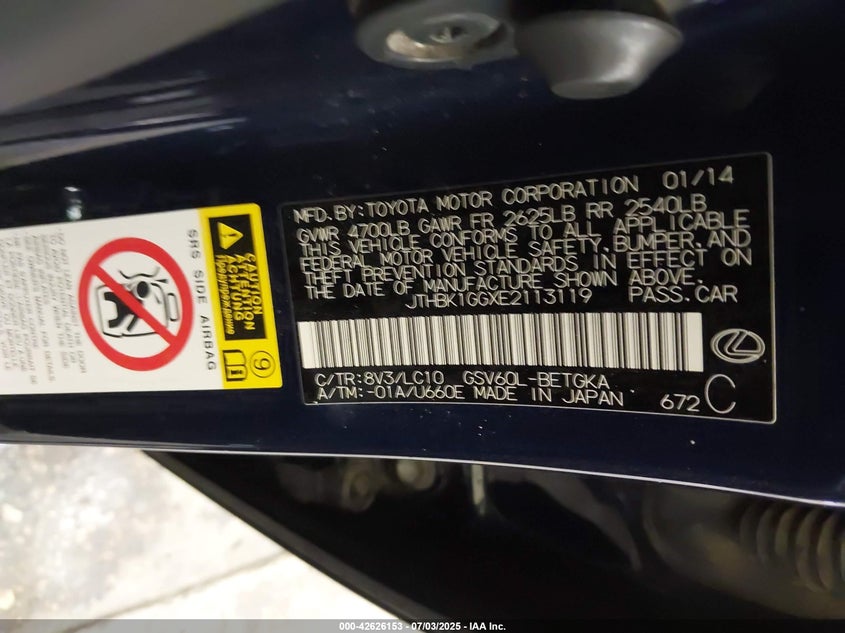 MFD.BY:TOYOTA MOTOR CORPORATION 01/14
GVWR 4700LB GAWR FR 2625LB RR 2540LB
THIS VEHICLE CONFORMS TO ALL APPLICABLE
FEDERAL MOTOR VEHICLE SAFETY,BUMPER,AND
THEFT PREVENTION STANDARDS IN EFFECT ON
THE DATE OF MANUFACTURE SHOWN ABOVE.
JTHBK1GGXE2113119 PASS.CAR
C/TR:8V3/LC10 GSV60L-BETGKA
A/TM:-01A/U660E MADE IN JAPAN 672 C
CAUTION
ATTENTION
ACHTUNG
Предупреждение
9
SRS SIDE AIRBAG
000-42626153 - 07/03/2025 - IAA Inc.